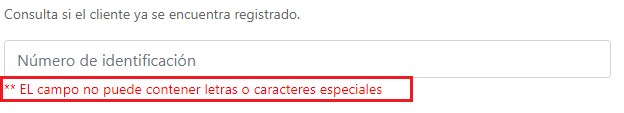 Consulta si el cliente ya se encuentra registrado.
Número de identificación
** EL campo no puede contener letras o caracteres especiales